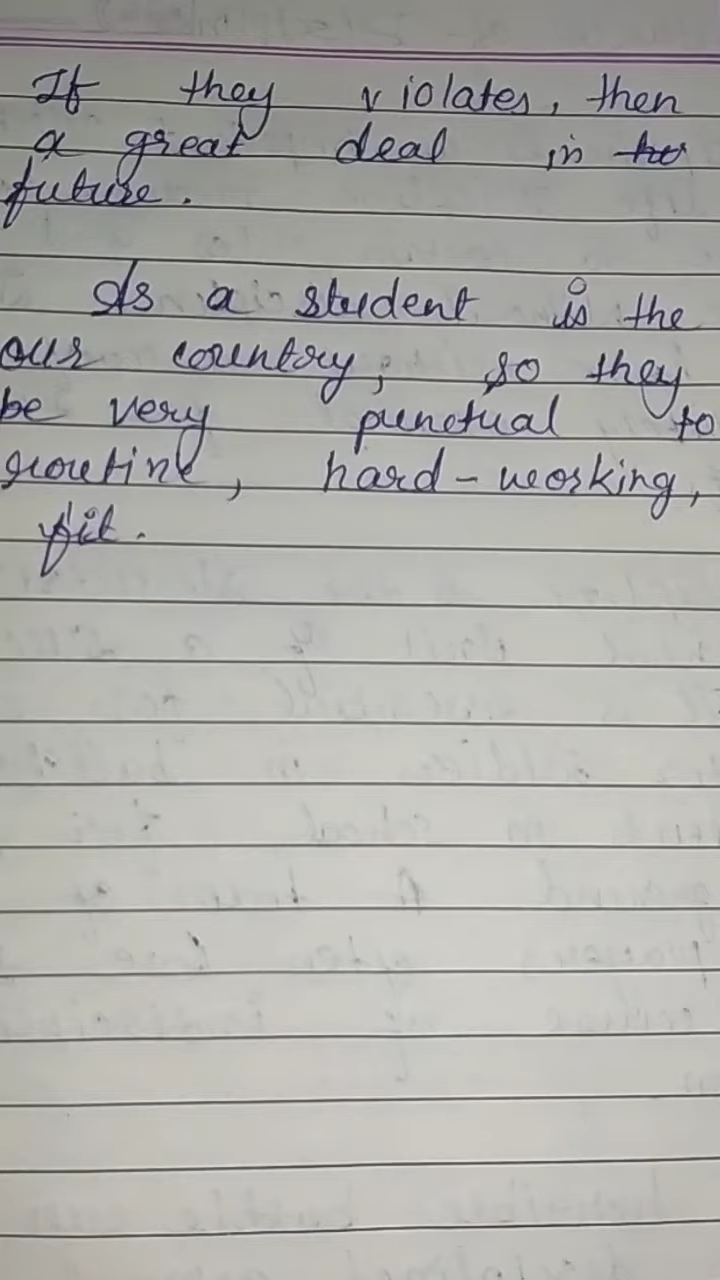 If they violates, then
a great deal in
future.
As a student is the
our country, so they
be very punctual to
routine, hard-working,
fit.